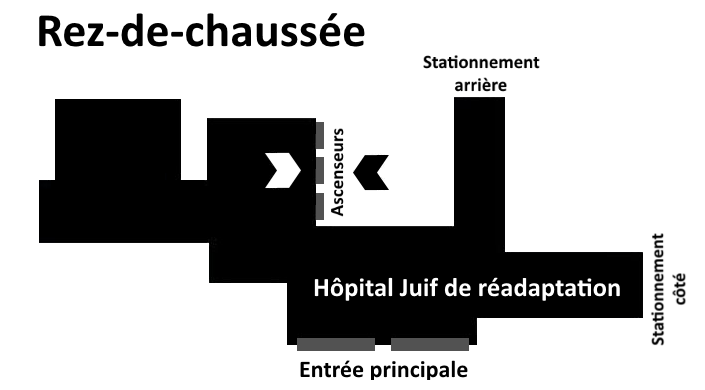 Rez-de-chaussée
Stationnement
arrière
Ascenseurs
Hôpital Juif de réadaptation
Stationnement
côté
Entrée principale